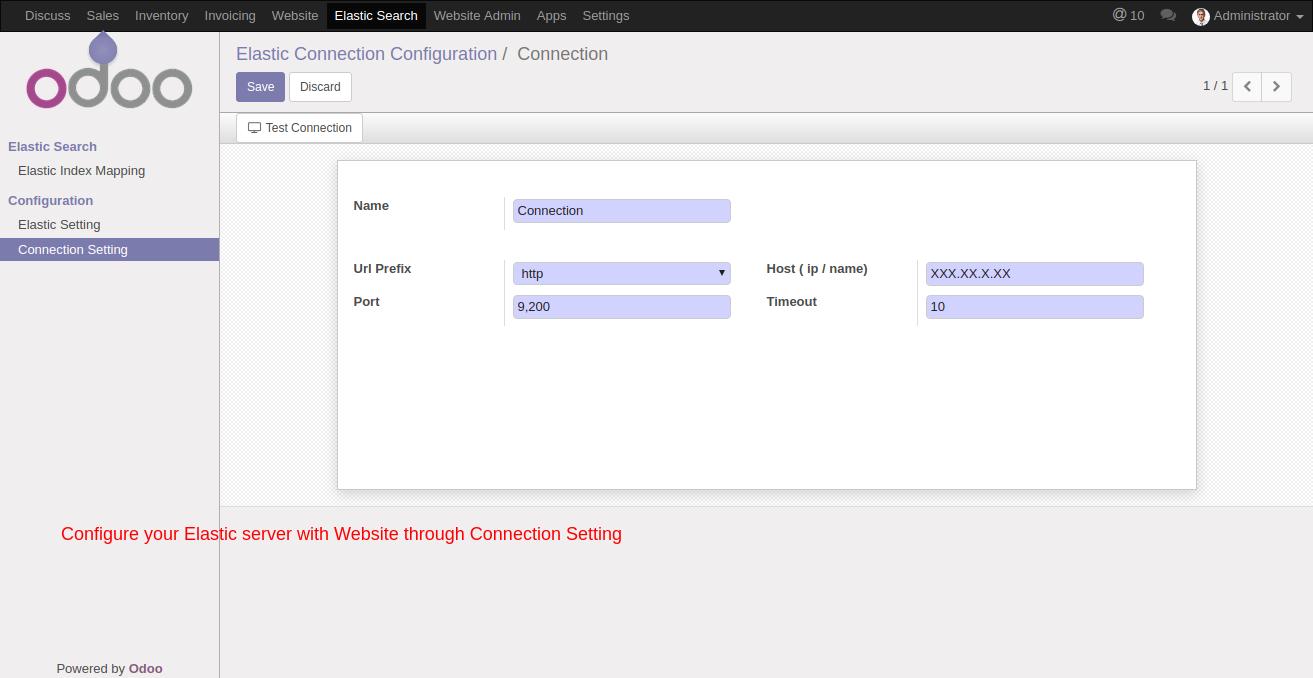 Discuss Sales Inventory Invoicing Website Elastic Search Website Admin Apps Settings @ 10 Administrator
odoo
Elastic Connection Configuration / Connection
Save Discard 1 / 1
Test Connection
Elastic Search
Elastic Index Mapping
Configuration
Elastic Setting
Connection Setting
Name Connection
Url Prefix http Host ( ip / name) XXX.XX.X.XX
Port 9,200 Timeout 10
Configure your Elastic server with Website through Connection Setting
Powered by Odoo